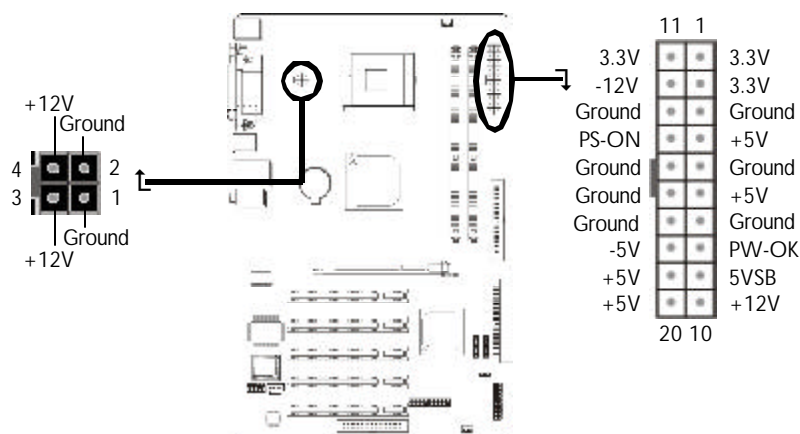 11 1
3.3V 3.3V
-12V 3.3V
Ground Ground
PS-ON +5V
Ground Ground
Ground +5V
Ground Ground
-5V PW-OK
+5V 5VSB
+5V +12V
20 10
+12V
Ground
4 2
3 1
Ground
+12V